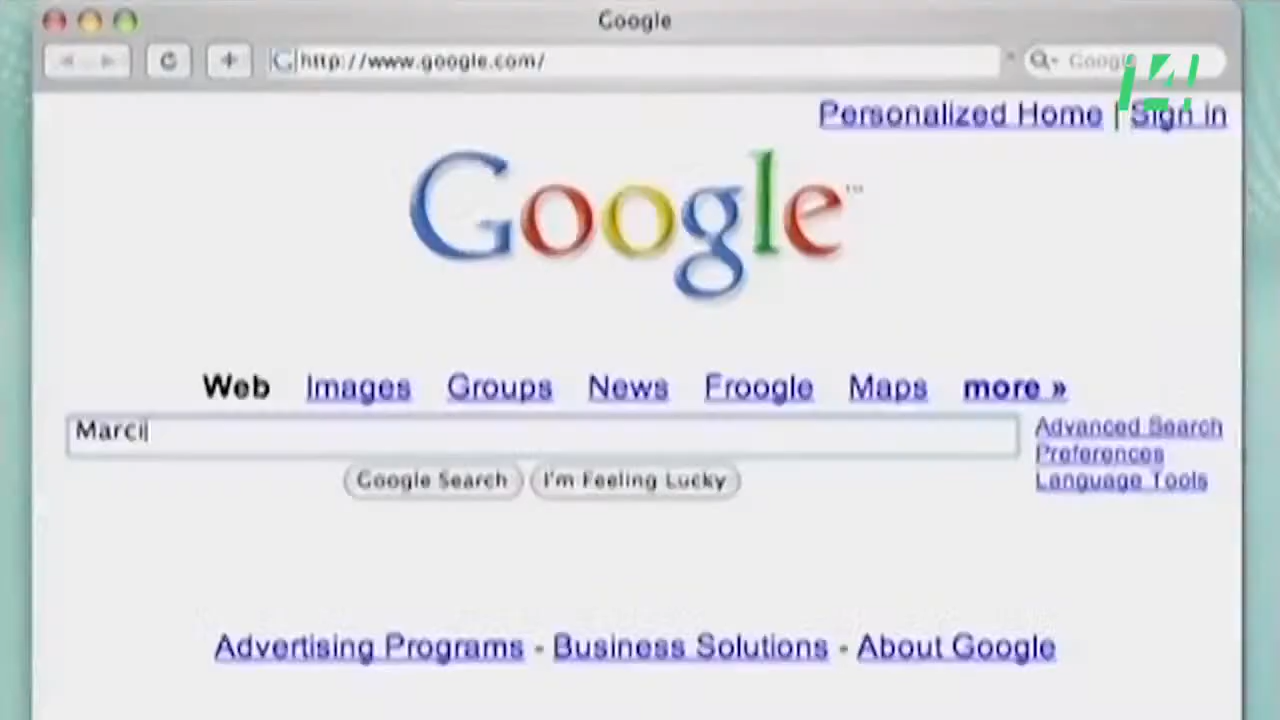 Google
http://www.google.com/
Google
Personalized Home | Sign in
Google™
Web Images Groups News Froogle Maps more »
Marci
Advanced Search
Preferences
Language Tools
Google Search I'm Feeling Lucky
Advertising Programs - Business Solutions - About Google